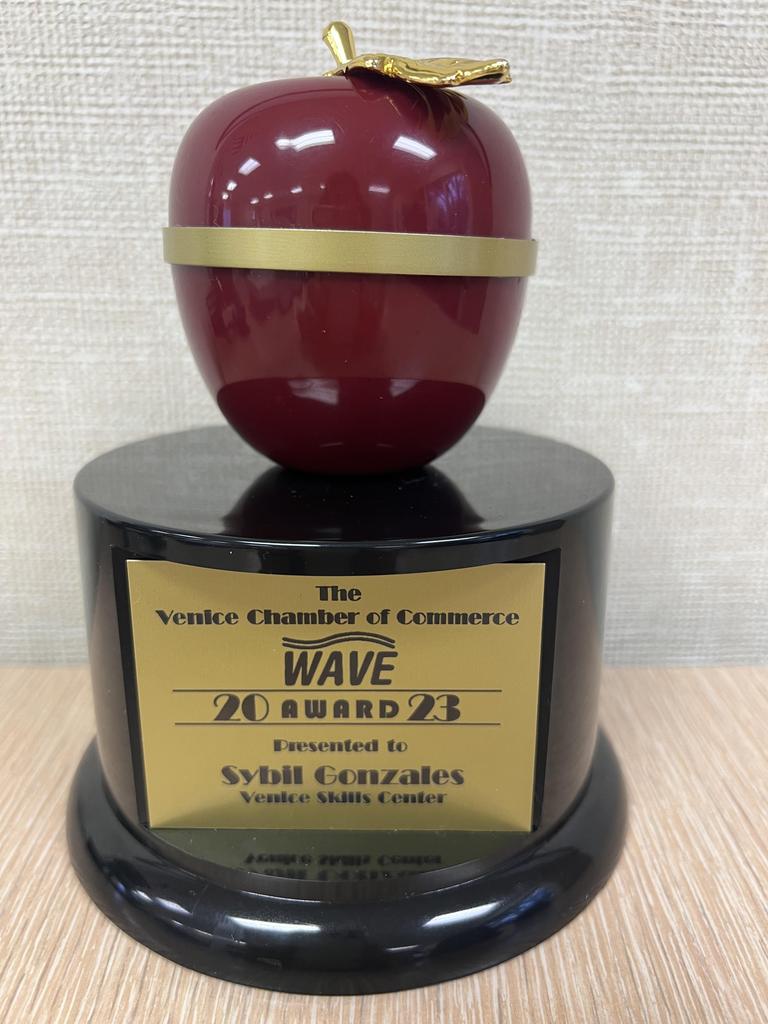 The
Venice Chamber of Commerce
WAVE
20 AWARD 23
Presented to
Sybil Gonzales
Venice Skills Center